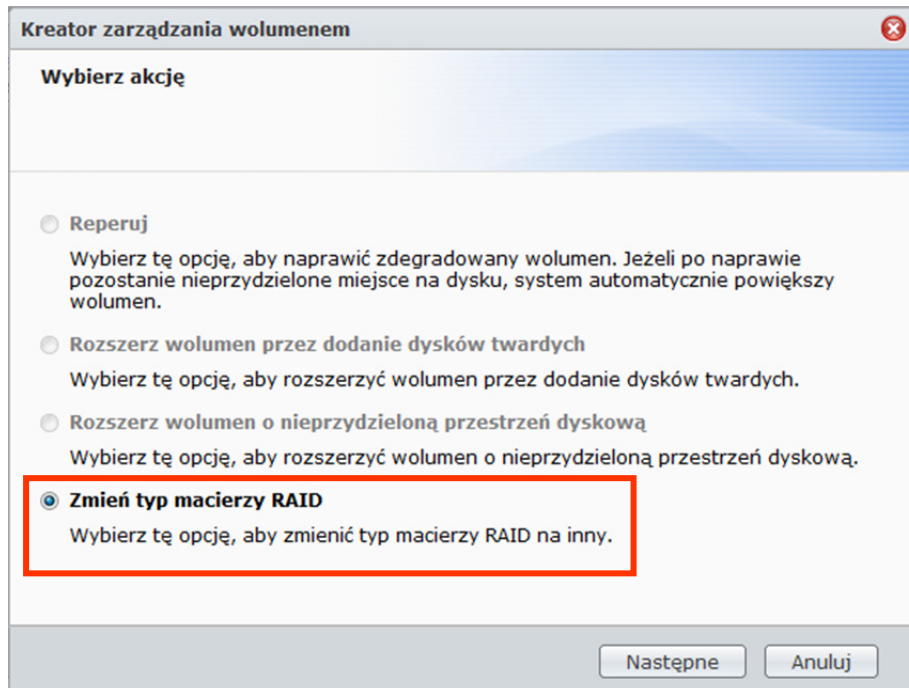 Kreator zarządzania wolumenem
Wybierz akcję
Reperuj
Wybierz tę opcję, aby naprawić zdegradowany wolumen. Jeżeli po naprawie
pozostanie nieprzydzielone miejsce na dysku, system automatycznie powiększy
wolumen.
Rozszerz wolumen przez dodanie dysków twardych
Wybierz tę opcję, aby rozszerzyć wolumen przez dodanie dysków twardych.
Rozszerz wolumen o nieprzydzieloną przestrzeń dyskową
Wybierz tę opcję, aby rozszerzyć wolumen o nieprzydzieloną przestrzeń dyskową.
Zmień typ macierzy RAID
Wybierz tę opcję, aby zmienić typ macierzy RAID na inny.
Następne Anuluj